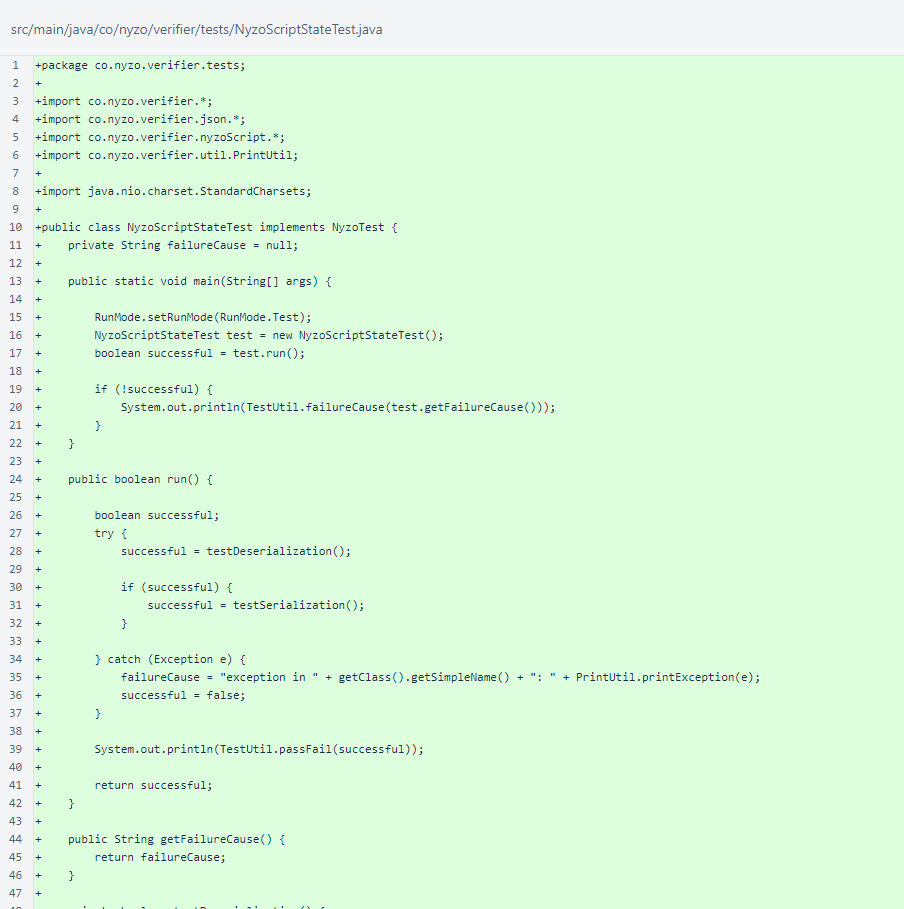 src/main/java/co/nyzo/verifier/tests/NyzoScriptStateTest.java
1 +package co.nyzo.verifier.tests;
2 +
3 +import co.nyzo.verifier.*;
4 +import co.nyzo.verifier.json.*;
5 +import co.nyzo.verifier.nyzoScript.*;
6 +import co.nyzo.verifier.util.PrintUtil;
7 +
8 +import java.nio.charset.StandardCharsets;
9 +
10 +public class NyzoScriptStateTest implements NyzoTest {
11 +    private String failureCause = null;
12 +
13 +    public static void main(String[] args) {
14 +
15 +        RunMode.setRunMode(RunMode.Test);
16 +        NyzoScriptStateTest test = new NyzoScriptStateTest();
17 +        boolean successful = test.run();
18 +
19 +        if (!successful) {
20 +            System.out.println(TestUtil.failureCause(test.getFailureCause()));
21 +        }
22 +    }
23 +
24 +    public boolean run() {
25 +
26 +        boolean successful;
27 +        try {
28 +            successful = testDeserialization();
29 +
30 +            if (successful) {
31 +                successful = testSerialization();
32 +            }
33 +
34 +        } catch (Exception e) {
35 +            failureCause = "exception in " + getClass().getSimpleName() + ": " + PrintUtil.printException(e);
36 +            successful = false;
37 +        }
38 +
39 +        System.out.println(TestUtil.passFail(successful));
40 +
41 +        return successful;
42 +    }
43 +
44 +    public String getFailureCause() {
45 +        return failureCause;
46 +    }
47 +